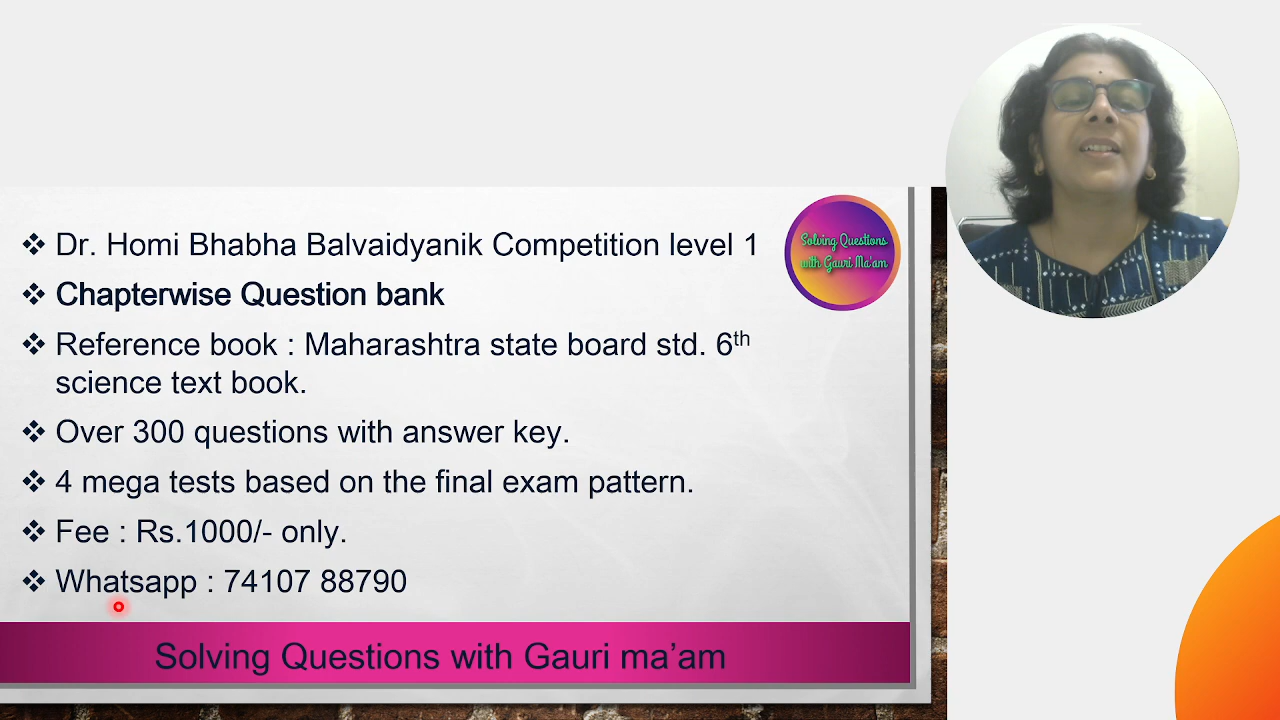 ❖ Dr. Homi Bhabha Balvaidyanik Competition level 1
❖ Chapterwise Question bank
❖ Reference book : Maharashtra state board std. 6th
science text book.
❖ Over 300 questions with answer key.
❖ 4 mega tests based on the final exam pattern.
❖ Fee : Rs.1000/- only.
❖ Whatsapp : 74107 88790
Solving Questions
with Gauri Ma'am
Solving Questions with Gauri ma’am